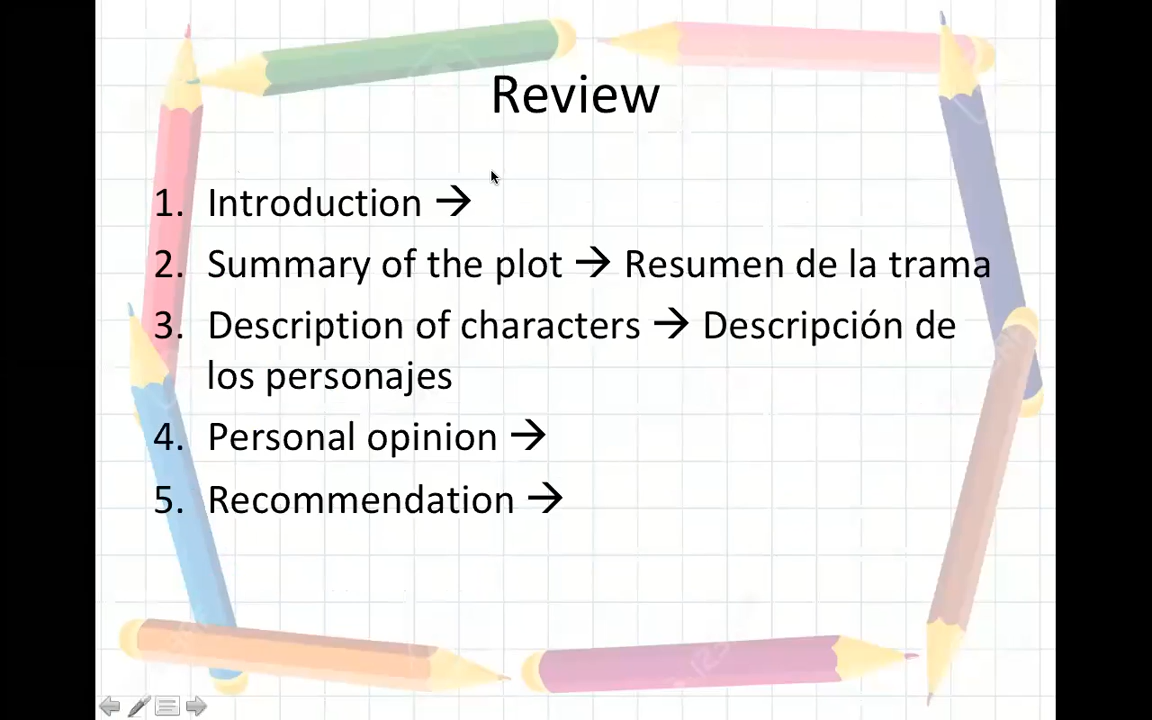 Review
1. Introduction →
2. Summary of the plot → Resumen de la trama
3. Description of characters → Descripción de
los personajes
4. Personal opinion →
5. Recommendation →